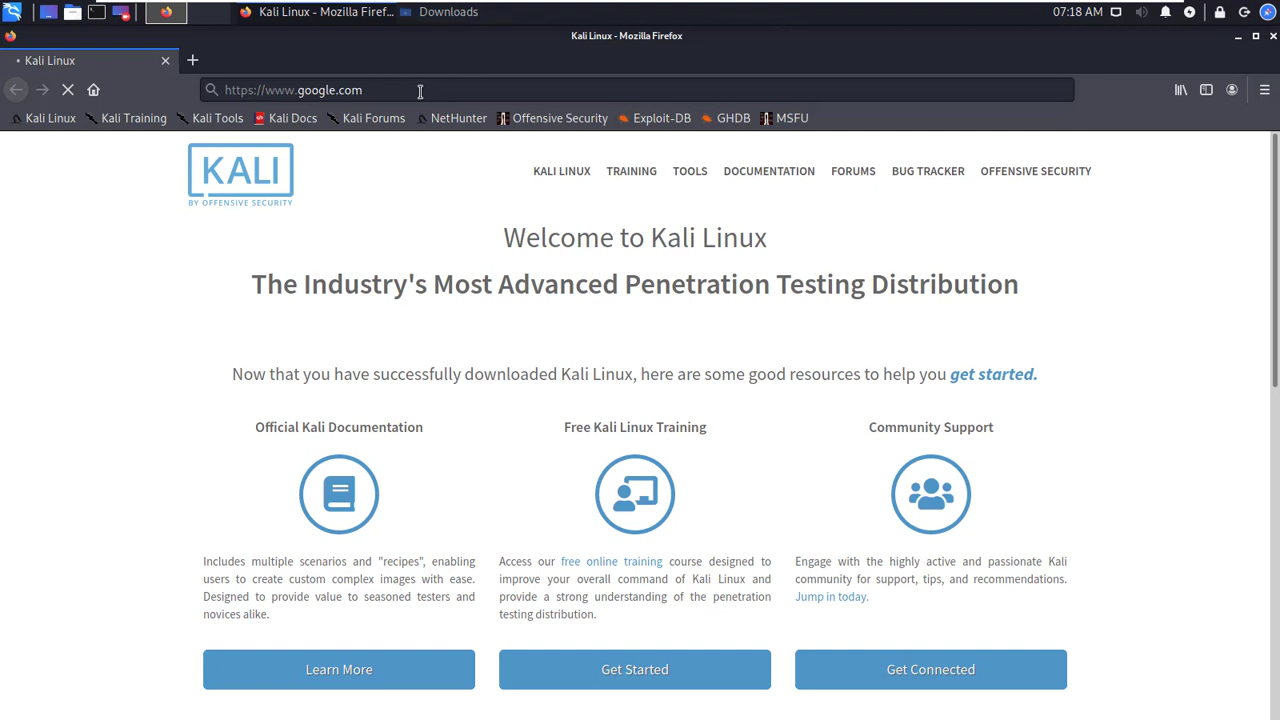 Kali Linux - Mozilla Firef...
Downloads
07:18 AM
Kali Linux - Mozilla Firefox
Kali Linux
https://www.google.com
Kali Linux
Kali Training
Kali Tools
Kali Docs
Kali Forums
NetHunter
Offensive Security
Exploit-DB
GHDB
MSFU
KALI
BY OFFENSIVE SECURITY
KALI LINUX
TRAINING
TOOLS
DOCUMENTATION
FORUMS
BUG TRACKER
OFFENSIVE SECURITY
Welcome to Kali Linux
The Industry's Most Advanced Penetration Testing Distribution
Now that you have successfully downloaded Kali Linux, here are some good resources to help you get started.
Official Kali Documentation
Includes multiple scenarios and "recipes", enabling
users to create custom complex images with ease.
Designed to provide value to seasoned testers and
novices alike.
Learn More
Free Kali Linux Training
Access our free online training course designed to
improve your overall command of Kali Linux and
provide a strong understanding of the penetration
testing distribution.
Get Started
Community Support
Engage with the highly active and passionate Kali
community for support, tips, and recommendations.
Jump in today.
Get Connected